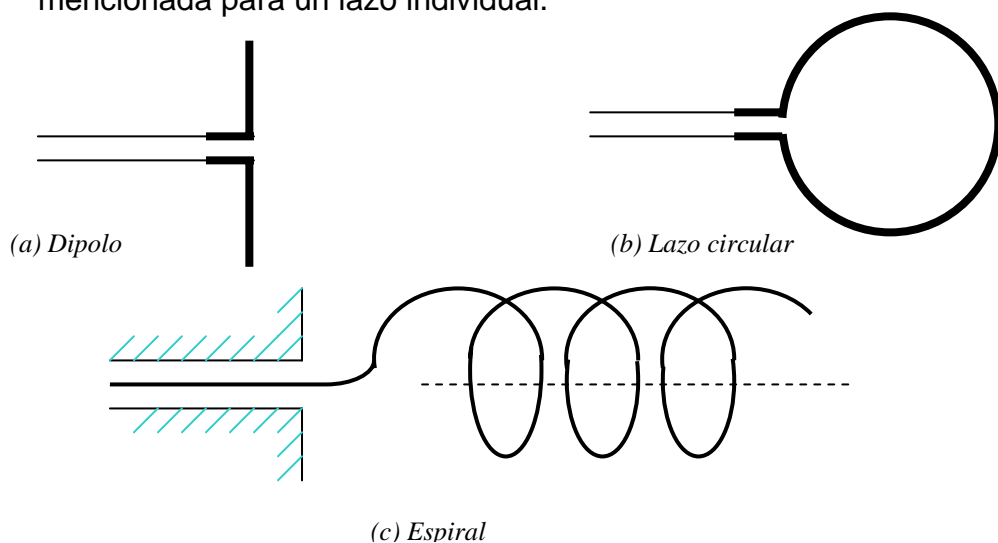 mencionada para un lazo individual.
(a) Dipolo
(b) Lazo circular
(c) Espiral